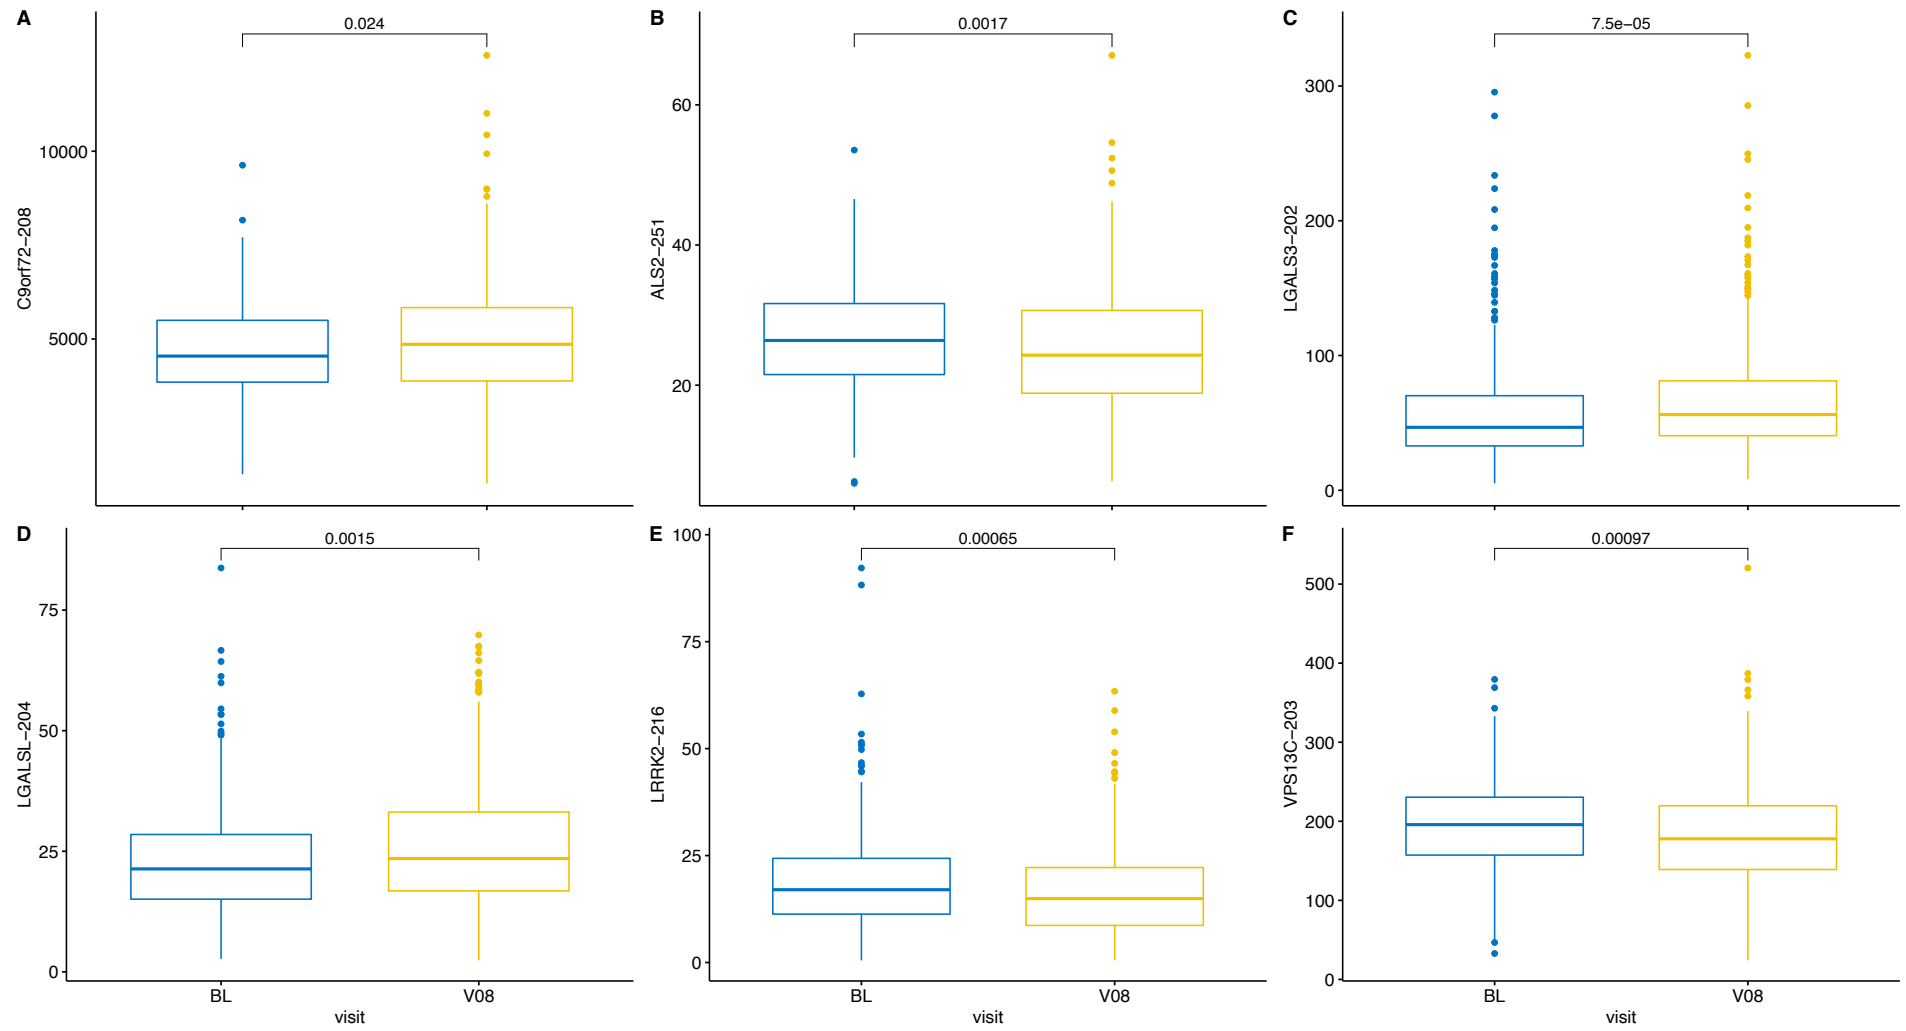 A
0.024
C9orf72−208
10000
5000
B
0.0017
ALS2−251
60
40
20
C
7.5e−05
LGALS3−202
300
200
100
0
D
0.0015
LGALSL−204
75
50
25
0
BL
V08
visit
E
0.00065
LRRK2−216
100
75
50
25
0
BL
V08
visit
F
0.00097
VPS13C−203
500
400
300
200
100
0
BL
V08
visit